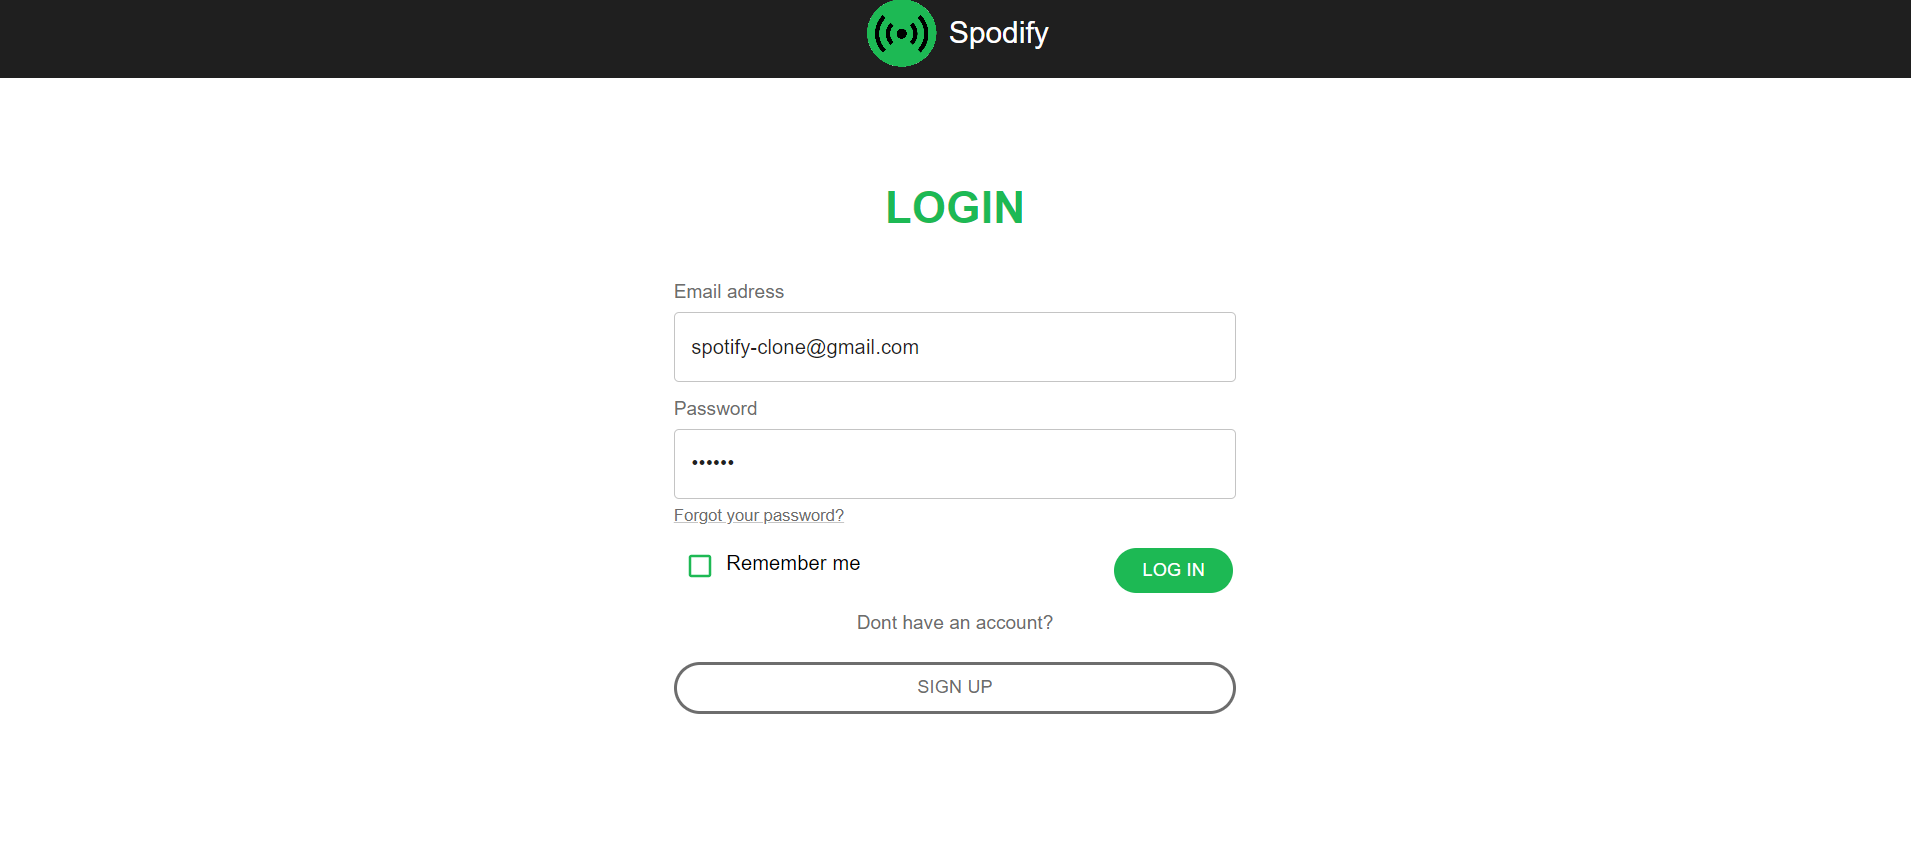 Spodify
LOGIN
Email adress
spotify-clone@gmail.com
Password
••••••
Forgot your password?
Remember me
LOG IN
Dont have an account?
SIGN UP